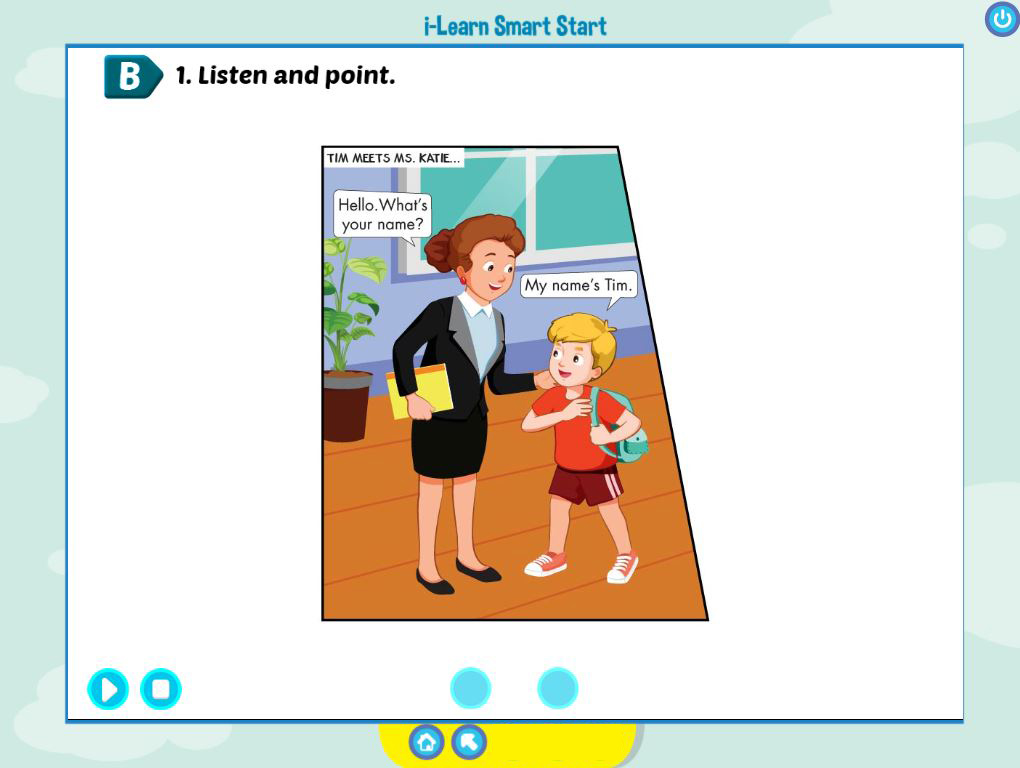 i-Learn Smart Start
B 1. Listen and point.
TIM MEETS MS. KATIE...
Hello. What's
your name?
My name's Tim.